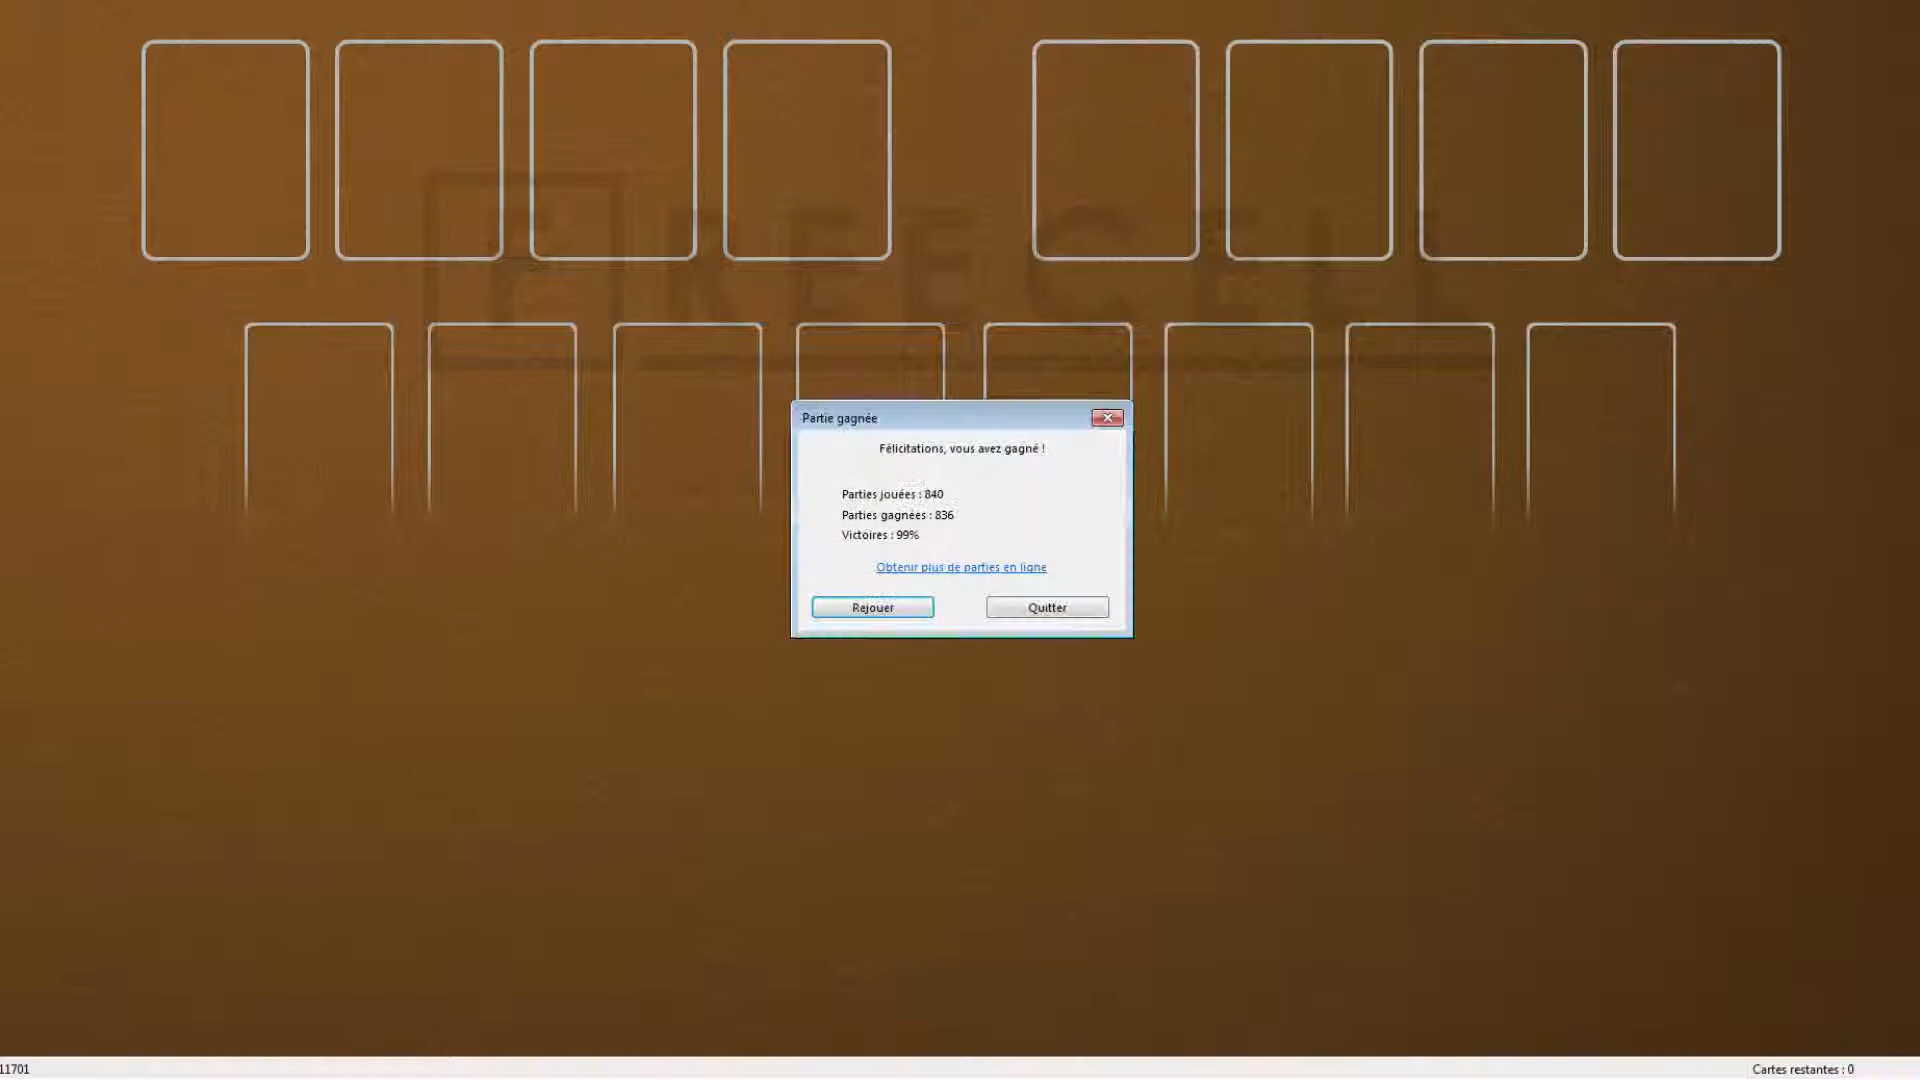 FREECELL
Partie gagnée
Félicitations, vous avez gagné !
Parties jouées : 840
Parties gagnées : 836
Victoires : 99%
Obtenir plus de parties en ligne
Rejouer
Quitter
11701
Cartes restantes : 0